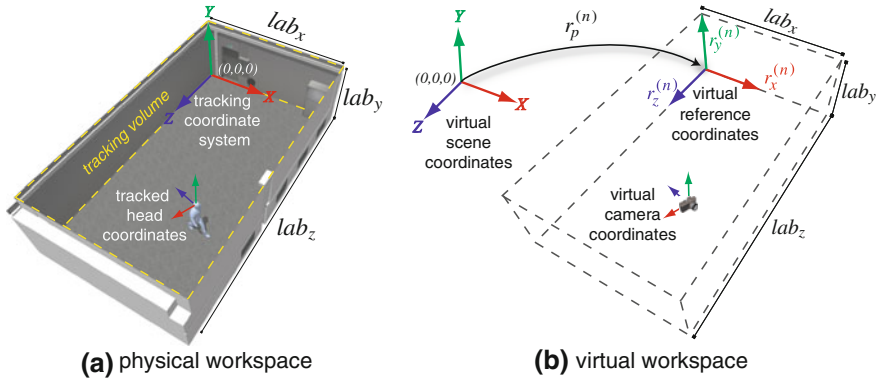 Y
lab_x
(0,0,0)
X
Z
tracking
coordinate
system
tracking volume
lab_y
tracked
head
coordinates
lab_z
(a) physical workspace
Y
(0,0,0)
X
Z
virtual
scene
coordinates
r_p^{(n)}
lab_x
r_y^{(n)}
r_z^{(n)}
r_x^{(n)}
virtual
reference
coordinates
lab_y
virtual
camera
coordinates
lab_z
(b) virtual workspace